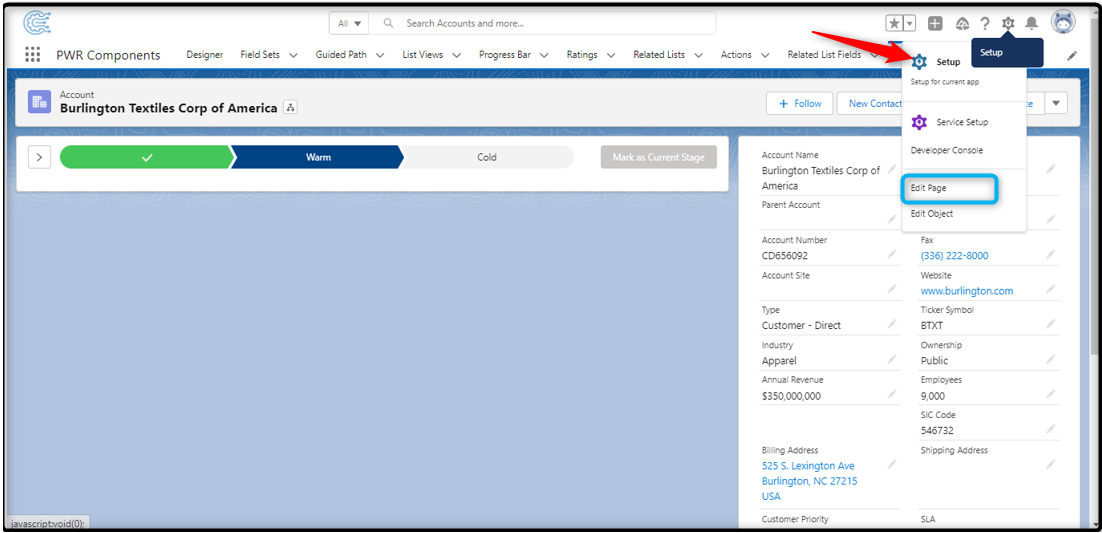 All
Search Accounts and more...
PWR Components
Designer
Field Sets
Guided Path
List Views
Progress Bar
Ratings
Related Lists
Actions
Related List Fields
Setup
Setup
Setup for current app
Service Setup
Developer Console
Edit Page
Edit Object
Account
Burlington Textiles Corp of America
Follow
New Contact
Warm
Cold
Mark as Current Stage
Account Name
Burlington Textiles Corp of
America
Parent Account
Account Number
CD656092
Fax
(336) 222-8000
Account Site
Website
www.burlington.com
Type
Customer - Direct
Ticker Symbol
BTXT
Industry
Apparel
Ownership
Public
Annual Revenue
$350,000,000
Employees
9,000
SIC Code
546732
Billing Address
525 S. Lexington Ave
Burlington, NC 27215
USA
Shipping Address
Customer Priority
SLA
javascript:void(0);